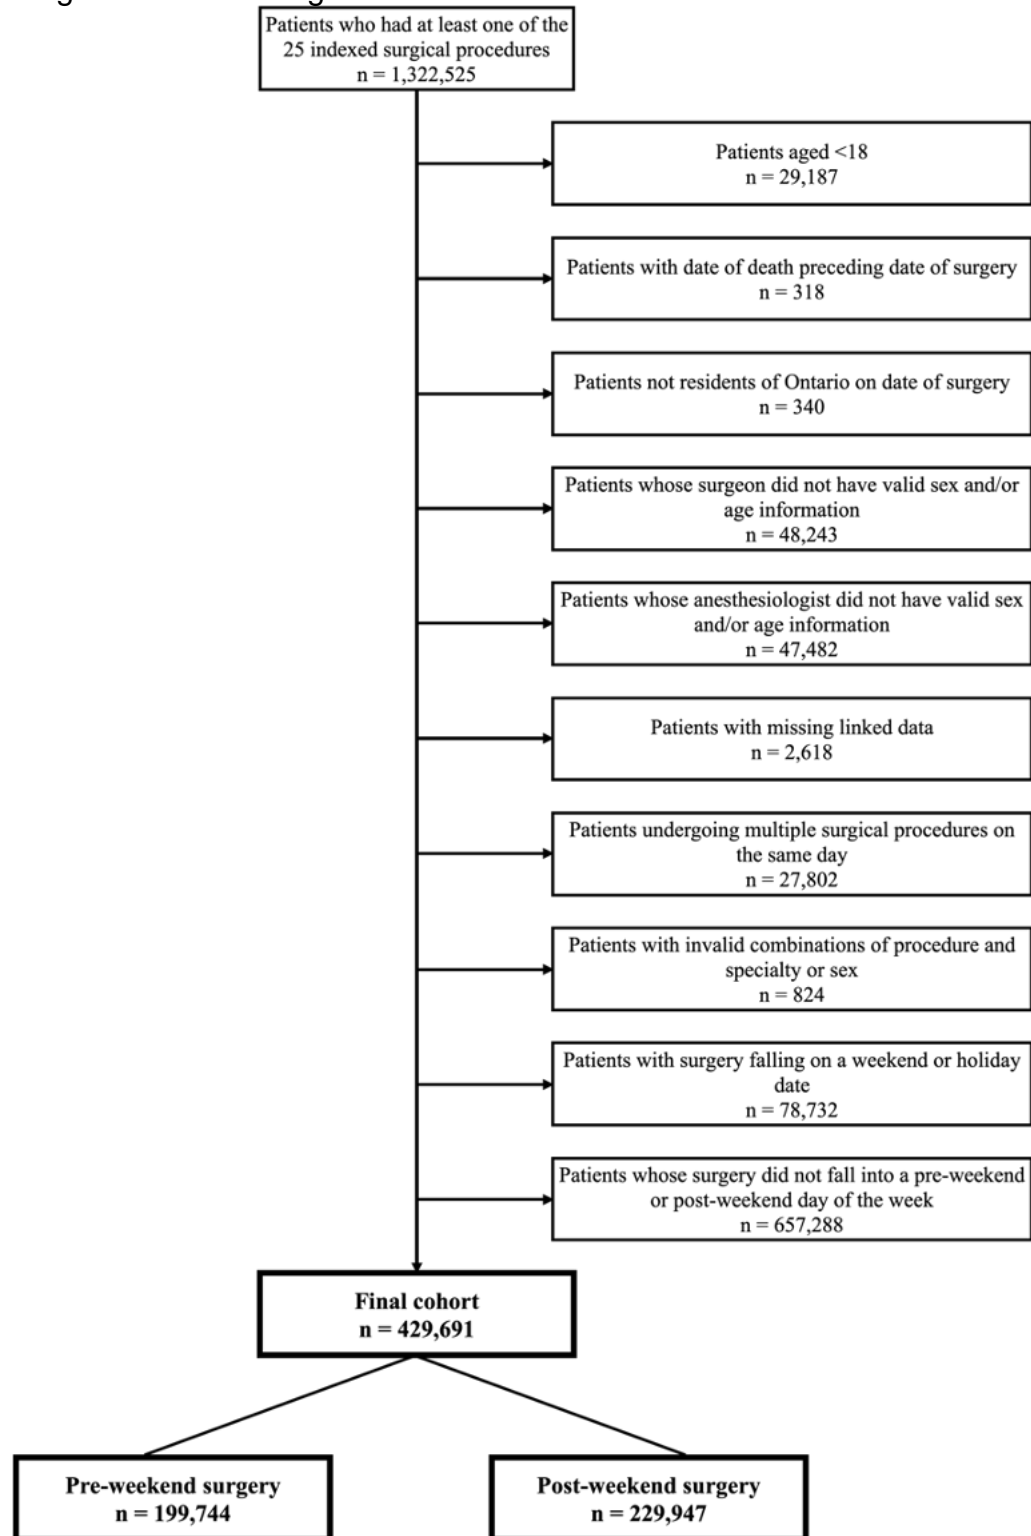 Patients who had at least one of the
25 indexed surgical procedures
n = 1,322,525
Patients aged <18
n = 29,187
Patients with date of death preceding date of surgery
n = 318
Patients not residents of Ontario on date of surgery
n = 340
Patients whose surgeon did not have valid sex and/or
age information
n = 48,243
Patients whose anesthesiologist did not have valid sex
and/or age information
n = 47,482
Patients with missing linked data
n = 2,618
Patients undergoing multiple surgical procedures on
the same day
n = 27,802
Patients with invalid combinations of procedure and
specialty or sex
n = 824
Patients with surgery falling on a weekend or holiday
date
n = 78,732
Patients whose surgery did not fall into a pre-weekend
or post-weekend day of the week
n = 657,288
Final cohort
n = 429,691
Pre-weekend surgery
n = 199,744
Post-weekend surgery
n = 229,947